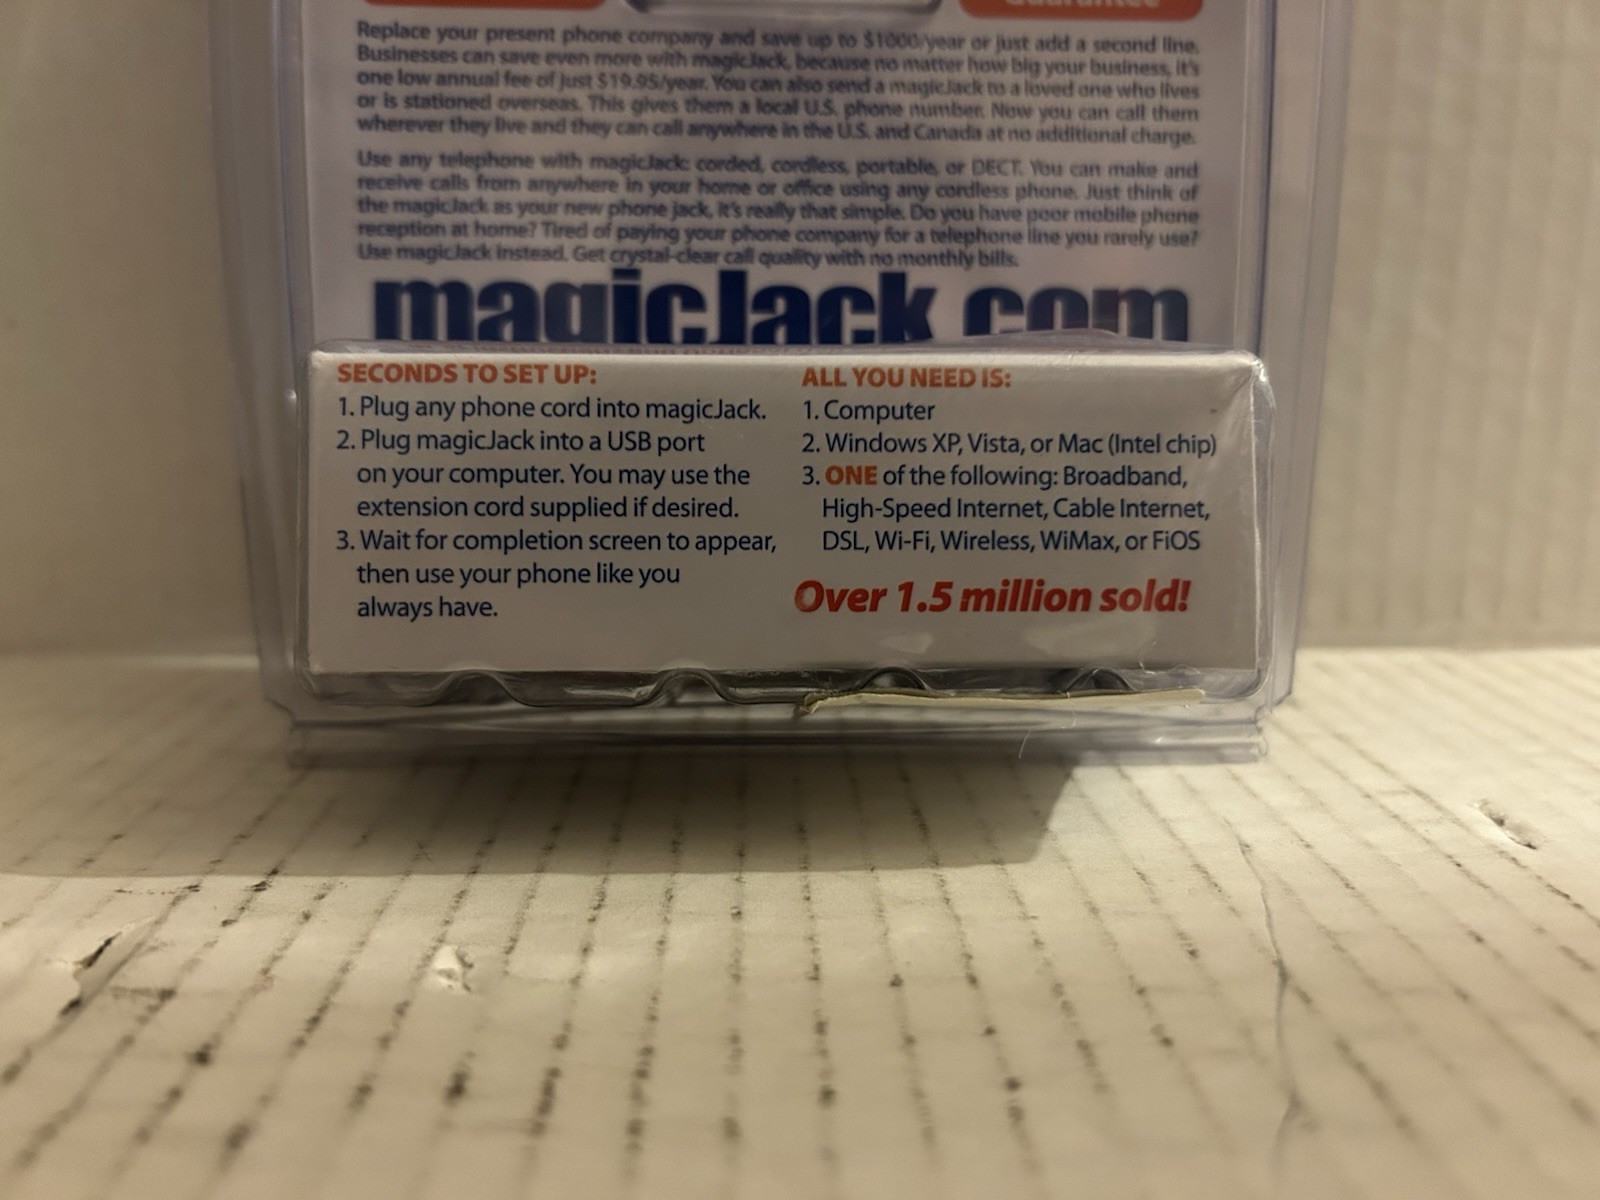 Guarantee
Replace your present phone company and save up to $1000/year or just add a second line.
Businesses can save even more with magicJack, because no matter how big your business, it's
one low annual fee of just $19.95/year. You can also send a magicJack to a loved one who lives
or is stationed overseas. This gives them a local U.S. phone number. Now you can call them
wherever they live and they can call anywhere in the U.S. and Canada at no additional charge.
Use any telephone with magicJack: corded, cordless, portable, or DECT. You can make and
receive calls from anywhere in your home or office using any cordless phone. Just think of
the magicJack as your new phone jack, it's really that simple. Do you have poor mobile phone
reception at home? Tired of paying your phone company for a telephone line you rarely use?
Use magicJack instead. Get crystal-clear call quality with no monthly bills.
magicJack.com
SECONDS TO SET UP:
1. Plug any phone cord into magicJack.
2. Plug magicJack into a USB port
on your computer. You may use the
extension cord supplied if desired.
3. Wait for completion screen to appear,
then use your phone like you
always have.
ALL YOU NEED IS:
1. Computer
2. Windows XP, Vista, or Mac (Intel chip)
3. ONE of the following: Broadband,
High-Speed Internet, Cable Internet,
DSL, Wi-Fi, Wireless, WiMax, or FiOS
Over 1.5 million sold!